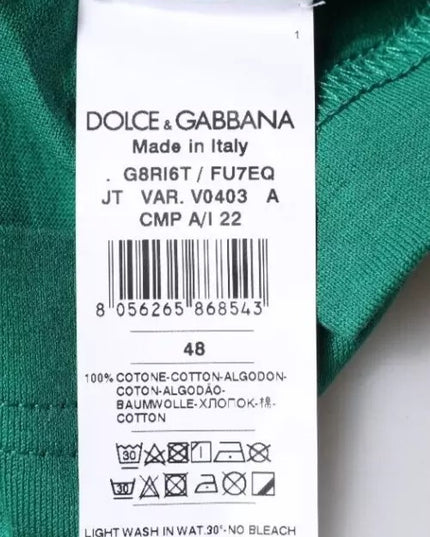 1
DOLCE & GABBANA
Made in Italy
. G8RI6T / FU7EQ
JT VAR. V0403 A
CMP A/I 22
8 056265 868543
48
100% COTONE-COTTON-ALGODON-
COTON-ALGODÃO-
BAUMWOLLE-ХЛОПОК-棉-
COTTON
30
30
LIGHT WASH IN WAT.30°-NO BLEACH